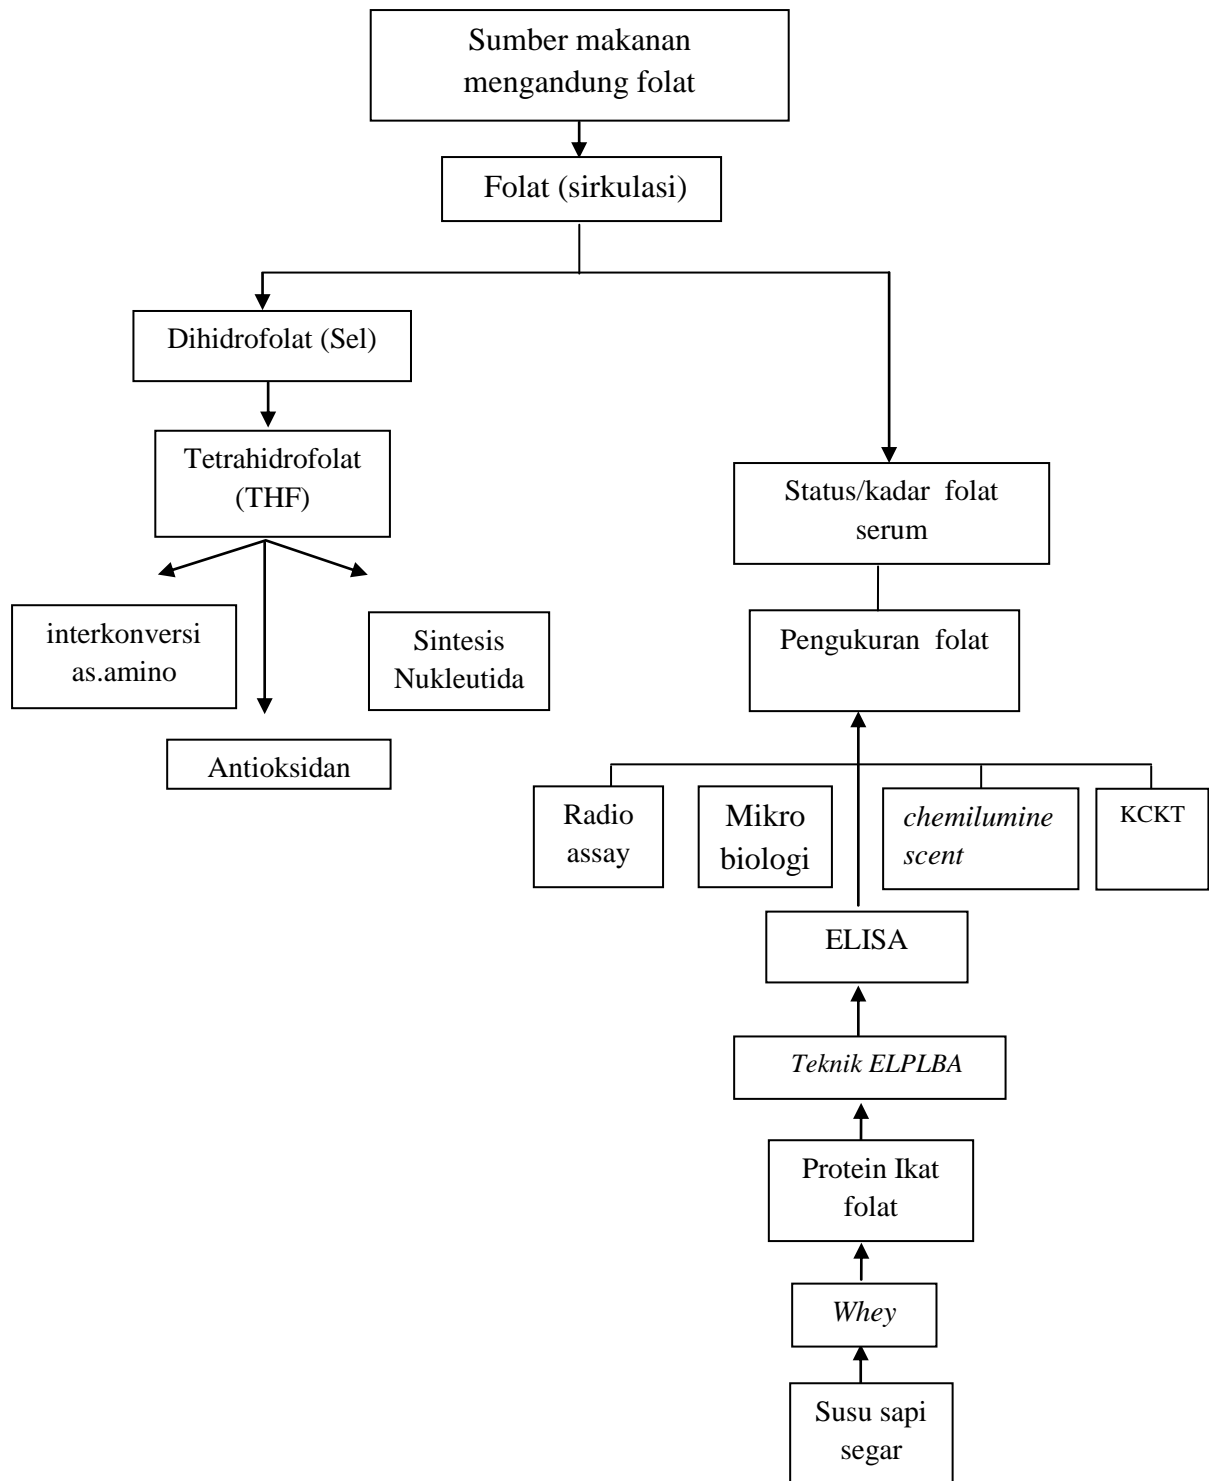 Sumber makanan
mengandung folat
Folat (sirkulasi)
Dihidrofolat (Sel)
Tetrahidrofolat
(THF)
Status/kadar folat
serum
interkonversi
as.amino
Sintesis
Nukleutida
Pengukuran folat
Antioksidan
Radio
assay
Mikro
biologi
chemilumine
scent
KCKT
ELISA
Teknik ELPLBA
Protein Ikat
folat
Whey
Susu sapi
segar